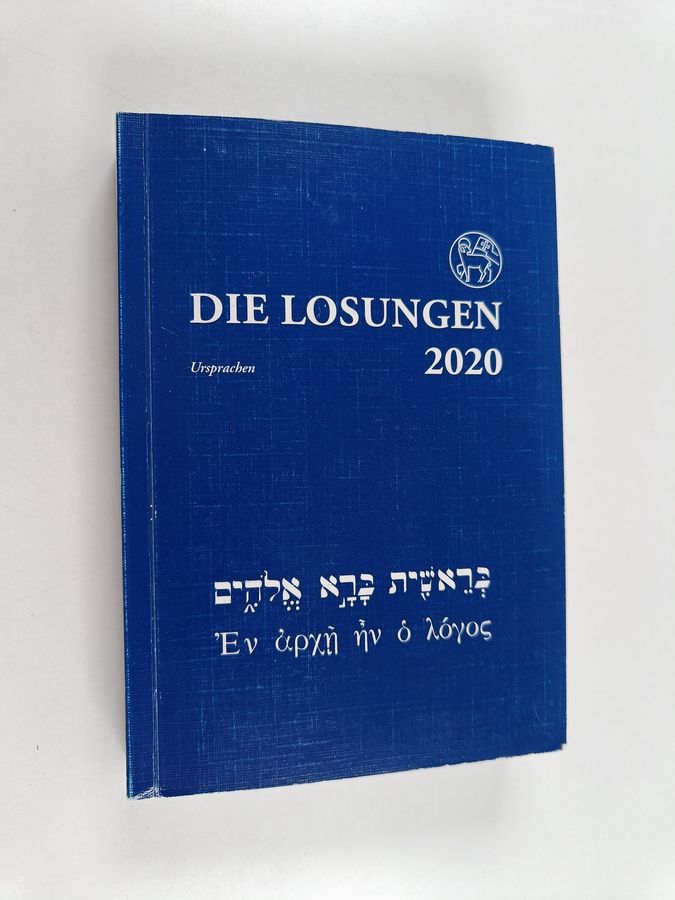 DIE LOSUNGEN
Ursprachen 2020
בְּרֵאשִׁ֖ית בָּרָ֣א אֱלֹהִ֑ים
Ἐν ἀρχῇ ἦν ὁ λόγος